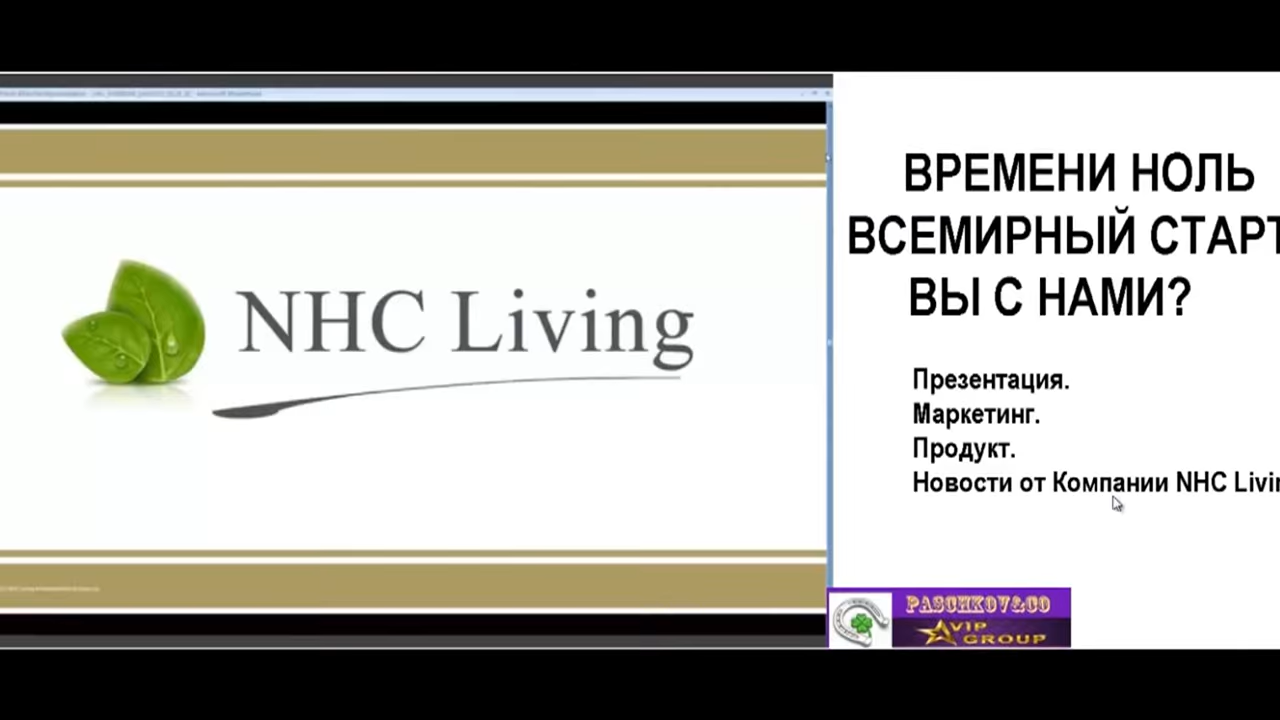 NHC Living
ВРЕМЕНИ НОЛЬ
ВСЕМИРНЫЙ СТАРТ
ВЫ С НАМИ?
Презентация.
Маркетинг.
Продукт.
Новости от Компании NHC Livin
PASCHKOV&CO
VIP
GROUP